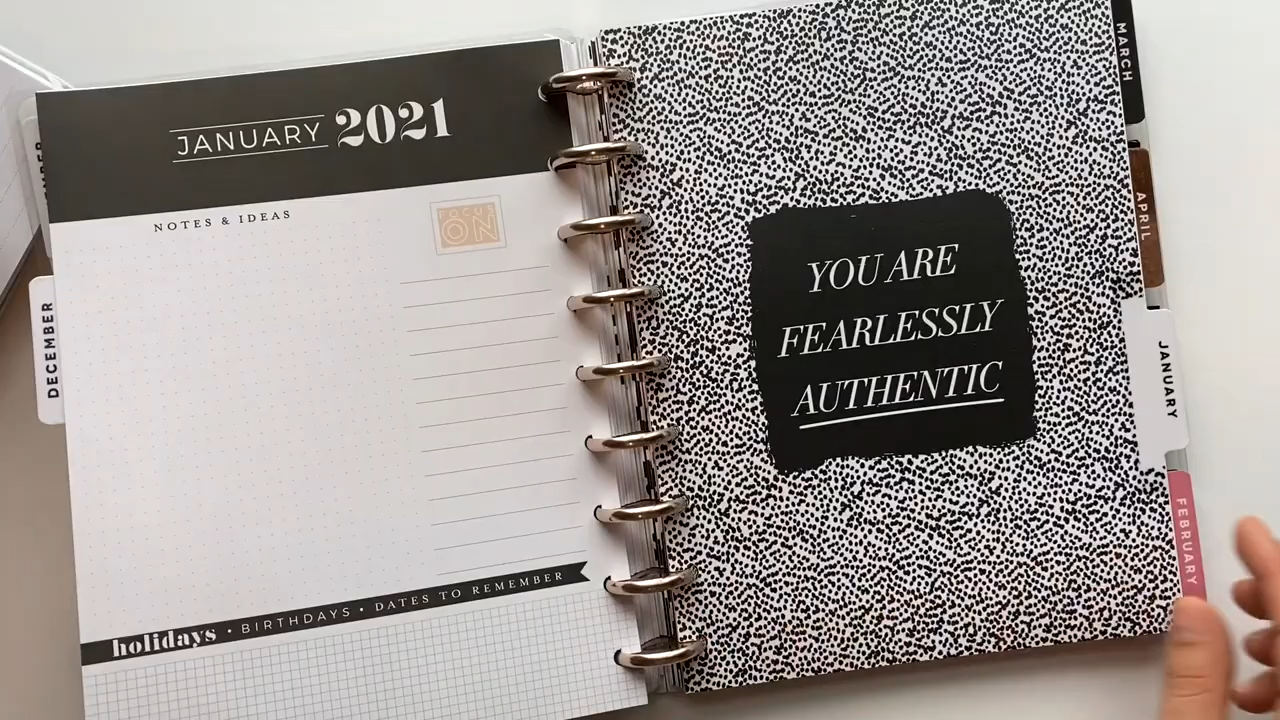 JANUARY 2021
NOTES & IDEAS
FOCUS
ON
holidays • BIRTHDAYS • DATES TO REMEMBER
DECEMBER
YOU ARE
FEARLESSLY
AUTHENTIC
MARCH
APRIL
JANUARY
FEBRUARY